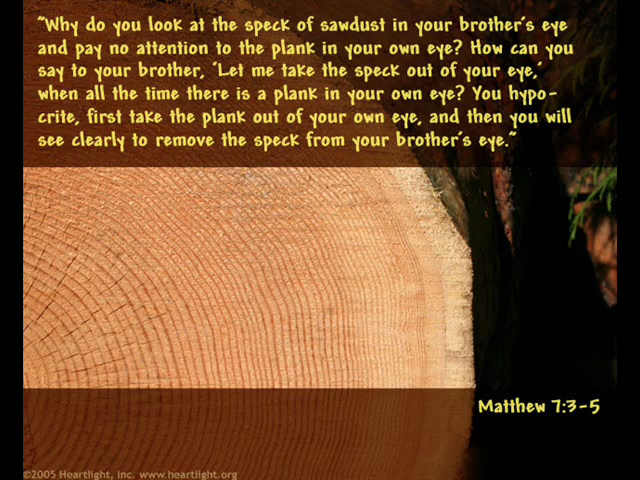 "Why do you look at the speck of sawdust in your brother's eye
and pay no attention to the plank in your own eye? How can you
say to your brother, 'Let me take the speck out of your eye,'
when all the time there is a plank in your own eye? You hypo-
crite, first take the plank out of your own eye, and then you will
see clearly to remove the speck from your brother's eye."
Matthew 7:3-5
©2005 Heartlight, Inc. www.heartlight.org